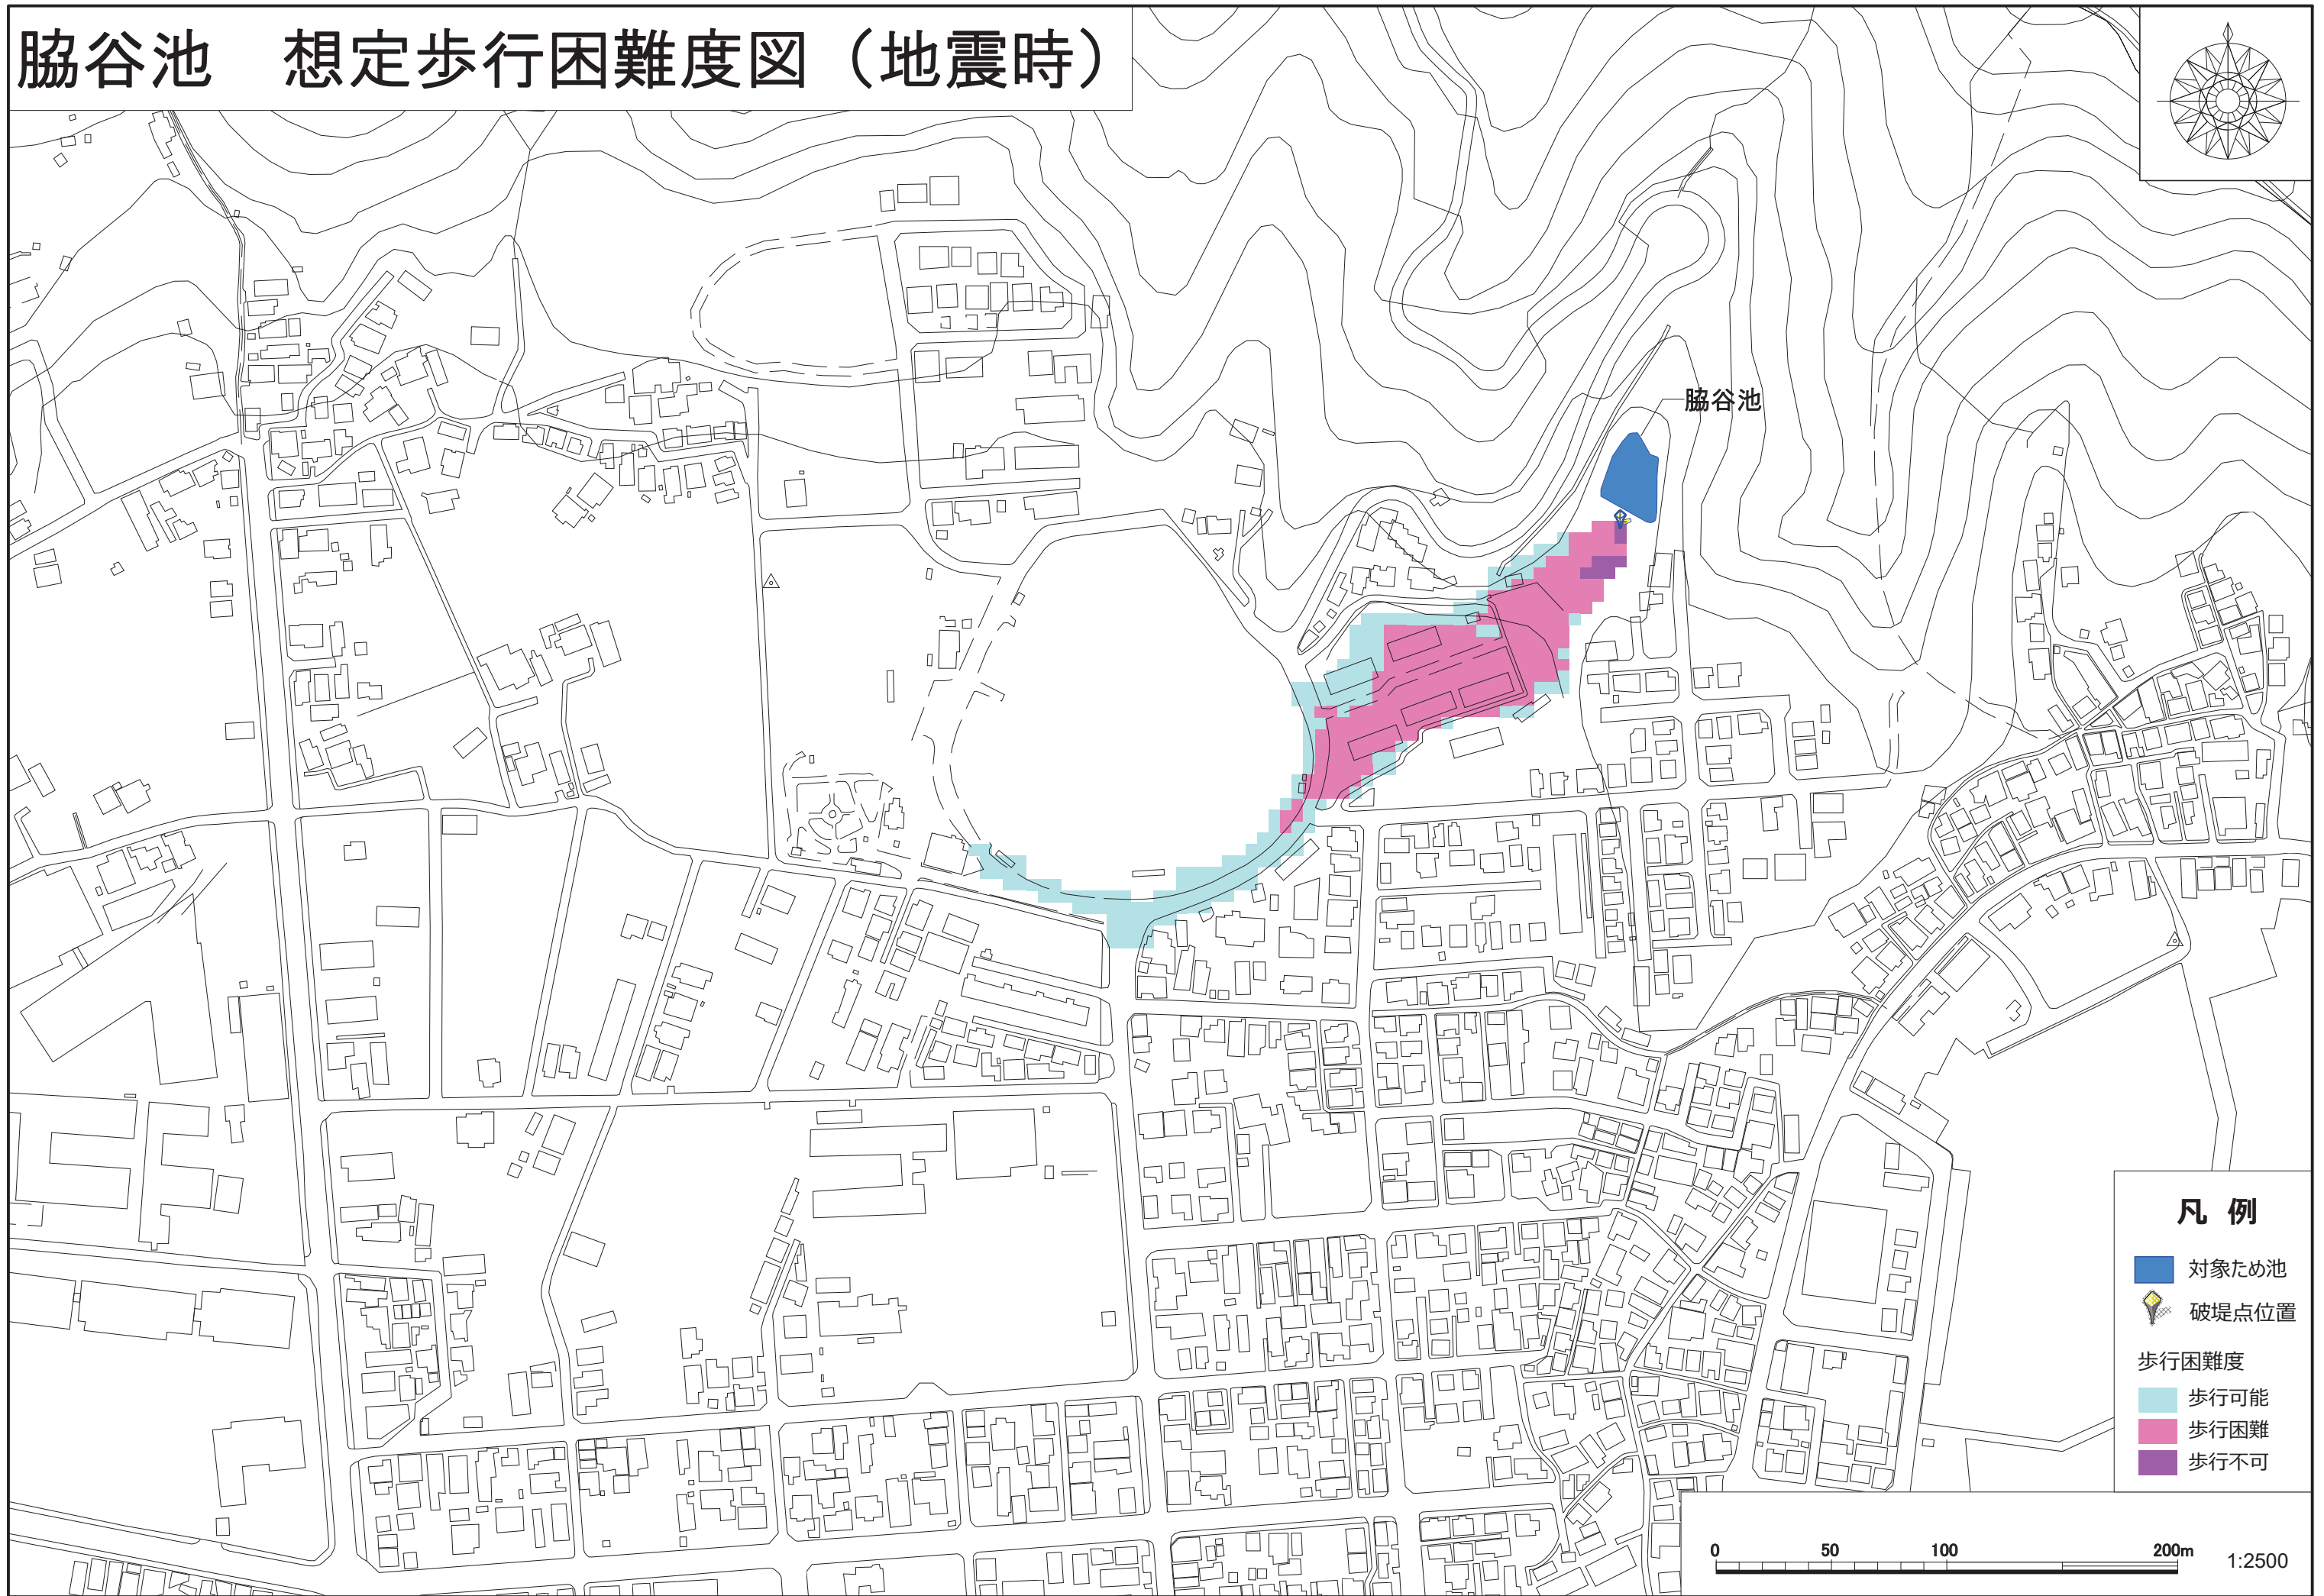 脇谷池　想定歩行困難度図（地震時）
脇谷池
凡 例
対象ため池
破堤点位置
歩行困難度
歩行可能
歩行困難
歩行不可
0 50 100 200m
1:2500